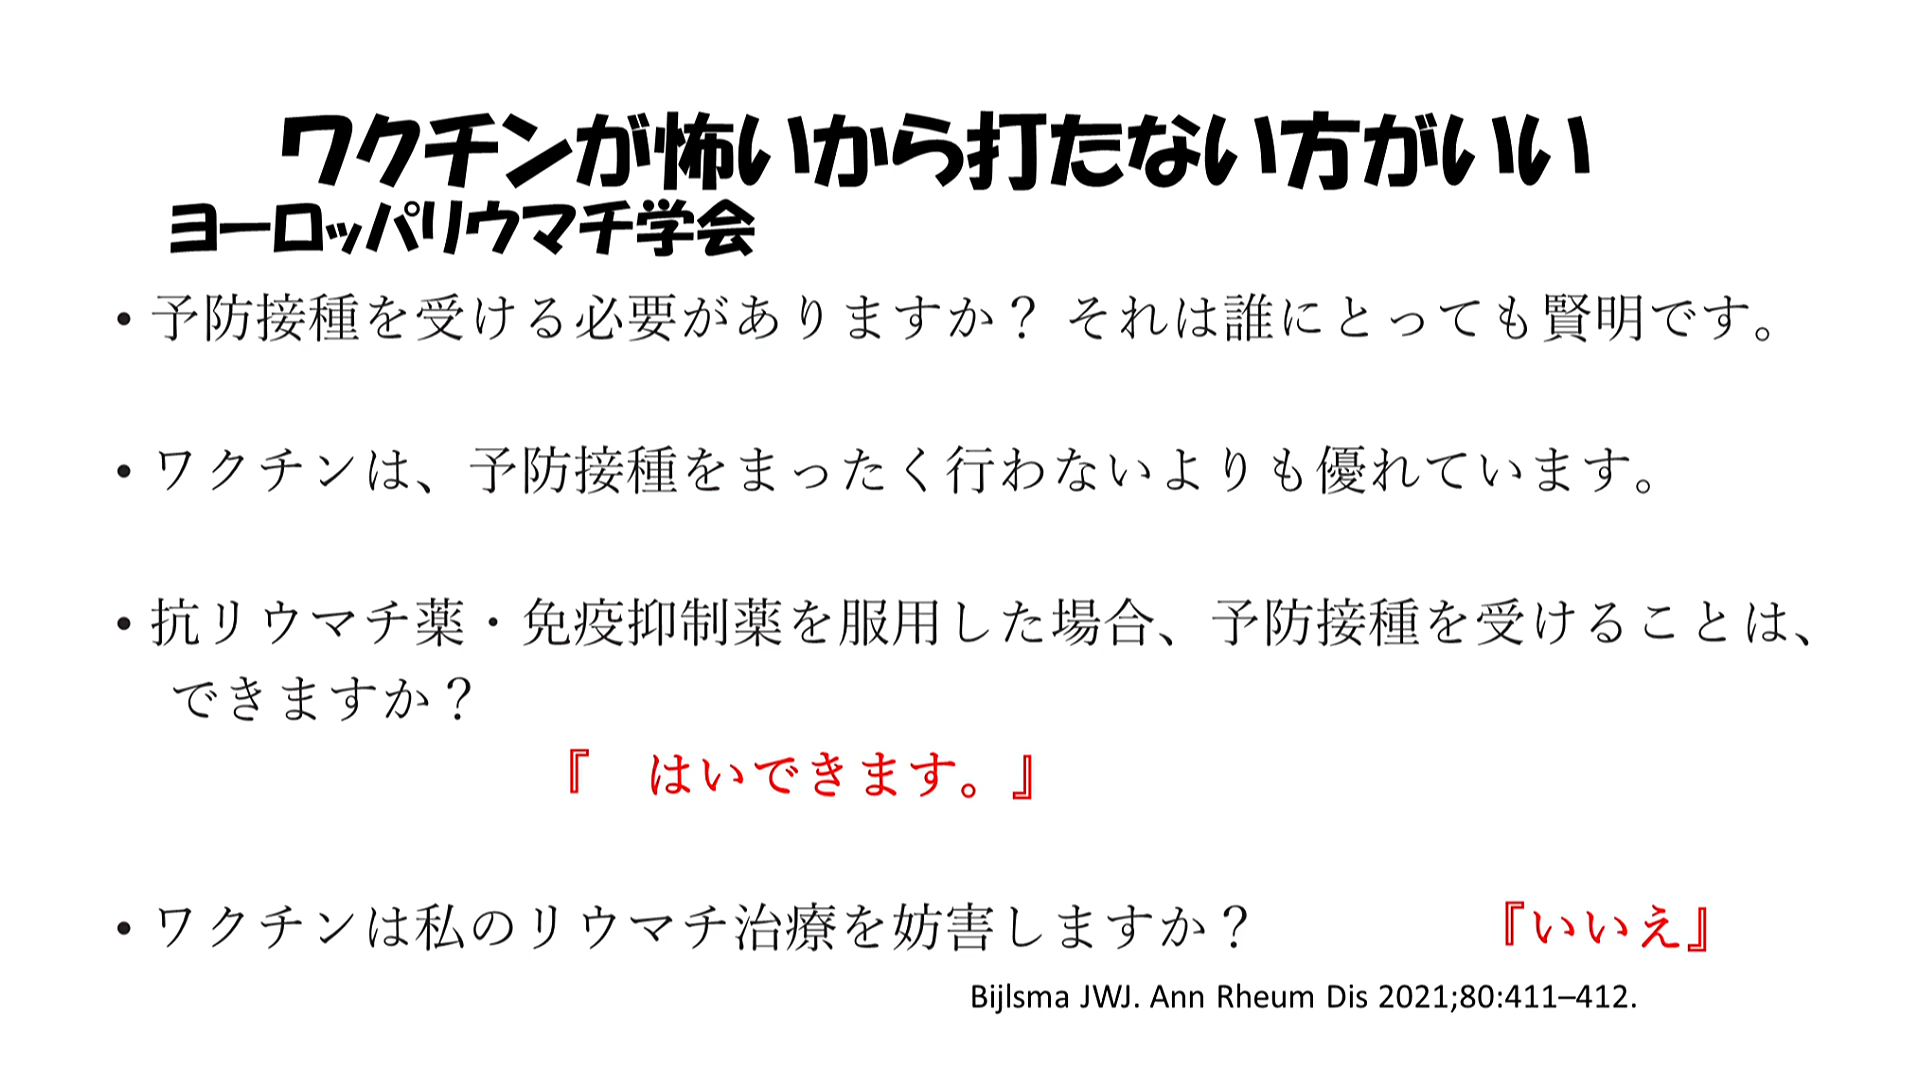 ワクチンが怖いから打たない方がいい
ヨーロッパリウマチ学会
• 予防接種を受ける必要がありますか？ それは誰にとっても賢明です。
• ワクチンは、予防接種をまったく行わないよりも優れています。
• 抗リウマチ薬・免疫抑制薬を服用した場合、予防接種を受けることは、
できますか？
『　はいできます。』
• ワクチンは私のリウマチ治療を妨害しますか？　『いいえ』
Bijlsma JWJ. Ann Rheum Dis 2021;80:411–412.